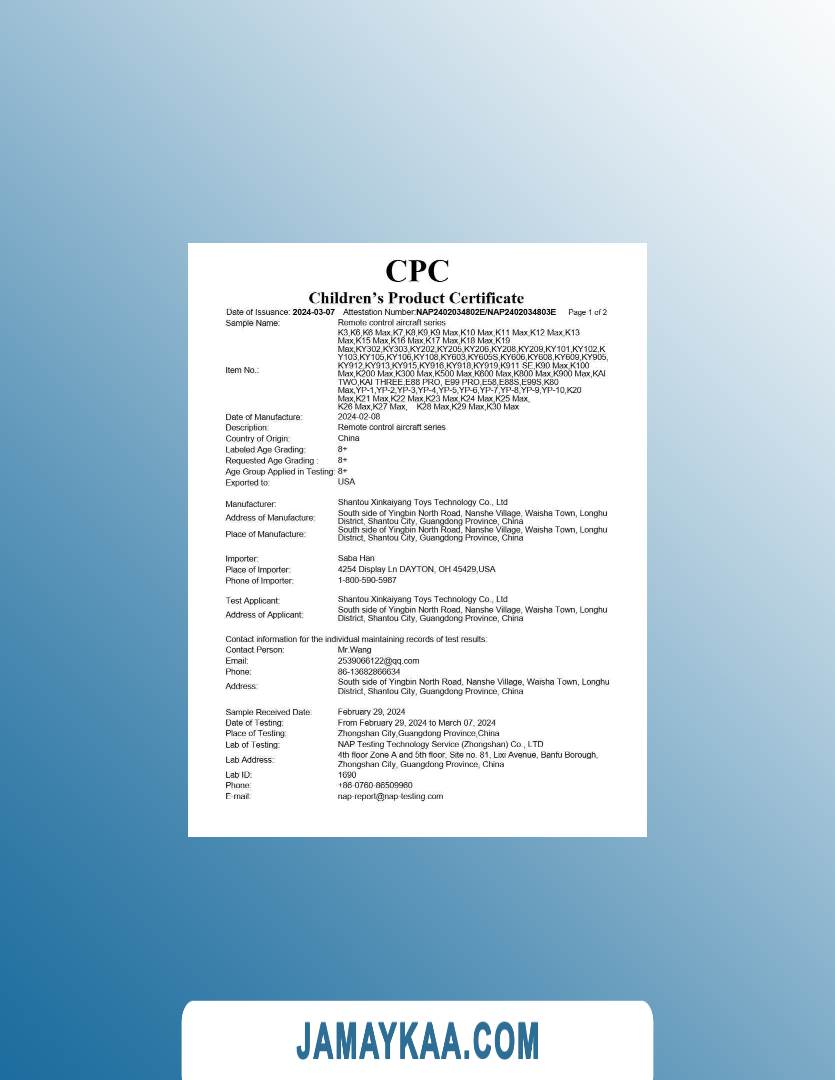 CPC
Children's Product Certificate
Date of Issuance: 2024-03-07 Attestation Number:NAP2402034802E/NAP2402034803E Page 1 of 2
Sample Name: Remote control aircraft series
K3,K6,K6 Max,K7,K8,K9,K9 Max,K10 Max,K11 Max,K12 Max,K13
Max,K15 Max,K16 Max,K17 Max,K18 Max,K19
Max,KY302,KY303,KY202,KY205,KY206,KY208,KY209,KY101,KY102,K
Y103,KY105,KY106,KY108,KY603,KY605S,KY606,KY608,KY609,KY905,
KY912,KY913,KY915,KY916,KY918,KY919,K911 SE,K90 Max,K100
Item No.: Max,K200 Max,K300 Max,K500 Max,K600 Max,K800 Max,K900 Max,KAI
TWO,KAI THREE,E88 PRO, E99 PRO,E58,E88S,E99S,K80
Max,YP-1,YP-2,YP-3,YP-4,YP-5,YP-6,YP-7,YP-8,YP-9,YP-10,K20
Max,K21 Max,K22 Max,K23 Max,K24 Max,K25 Max,
K26 Max,K27 Max, K28 Max,K29 Max,K30 Max
Date of Manufacture: 2024-02-08
Description: Remote control aircraft series
Country of Origin: China
Labeled Age Grading: 8+
Requested Age Grading : 8+
Age Group Applied in Testing: 8+
Exported to: USA
Manufacturer: Shantou Xinkaiyang Toys Technology Co., Ltd
Address of Manufacture: South side of Yingbin North Road, Nanshe Village, Waisha Town, Longhu
District, Shantou City, Guangdong Province, China
Place of Manufacture: South side of Yingbin North Road, Nanshe Village, Waisha Town, Longhu
District, Shantou City, Guangdong Province, China
Importer: Saba Han
Place of Importer: 4254 Display Ln DAYTON, OH 45429,USA
Phone of Importer: 1-800-590-5987
Test Applicant: Shantou Xinkaiyang Toys Technology Co., Ltd
Address of Applicant: South side of Yingbin North Road, Nanshe Village, Waisha Town, Longhu
District, Shantou City, Guangdong Province, China
Contact information for the individual maintaining records of test results:
Contact Person: Mr.Wang
Email: 2539066122@qq.com
Phone: 86-13682866634
Address: South side of Yingbin North Road, Nanshe Village, Waisha Town, Longhu
District, Shantou City, Guangdong Province, China
Sample Received Date: February 29, 2024
Date of Testing: From February 29, 2024 to March 07, 2024
Place of Testing: Zhongshan City,Guangdong Province,China
Lab of Testing: NAP Testing Technology Service (Zhongshan) Co., LTD
Lab Address: 4th floor Zone A and 5th floor, Site no. 81, Lixi Avenue, Banfu Borough,
Zhongshan City, Guangdong Province, China
Lab ID: 1690
Phone: +86-0760-86509960
E-mail: nap-report@nap-testing.com
JAMAYKAA.COM